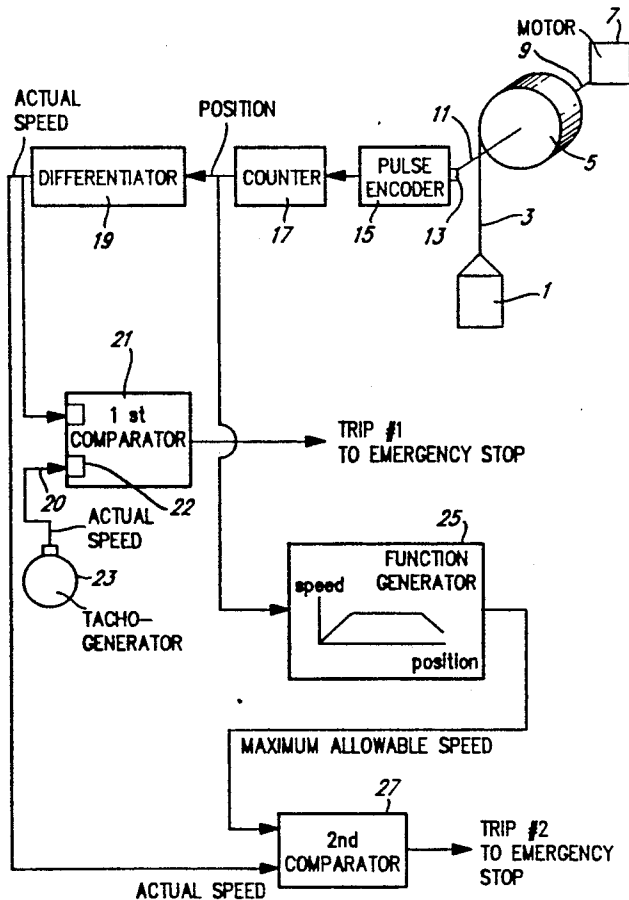 MOTOR 7
9
ACTUAL
SPEED
POSITION
11
5
DIFFERENTIATOR
19
COUNTER
17
PULSE
ENCODER
15
13
3
1
21
1 st
COMPARATOR
20
22
TRIP #1
TO EMERGENCY STOP
ACTUAL
SPEED
23
TACHO-
GENERATOR
25
FUNCTION
GENERATOR
speed
position
MAXIMUM ALLOWABLE SPEED
27
2nd
COMPARATOR
TRIP #2
TO EMERGENCY
STOP
ACTUAL SPEED